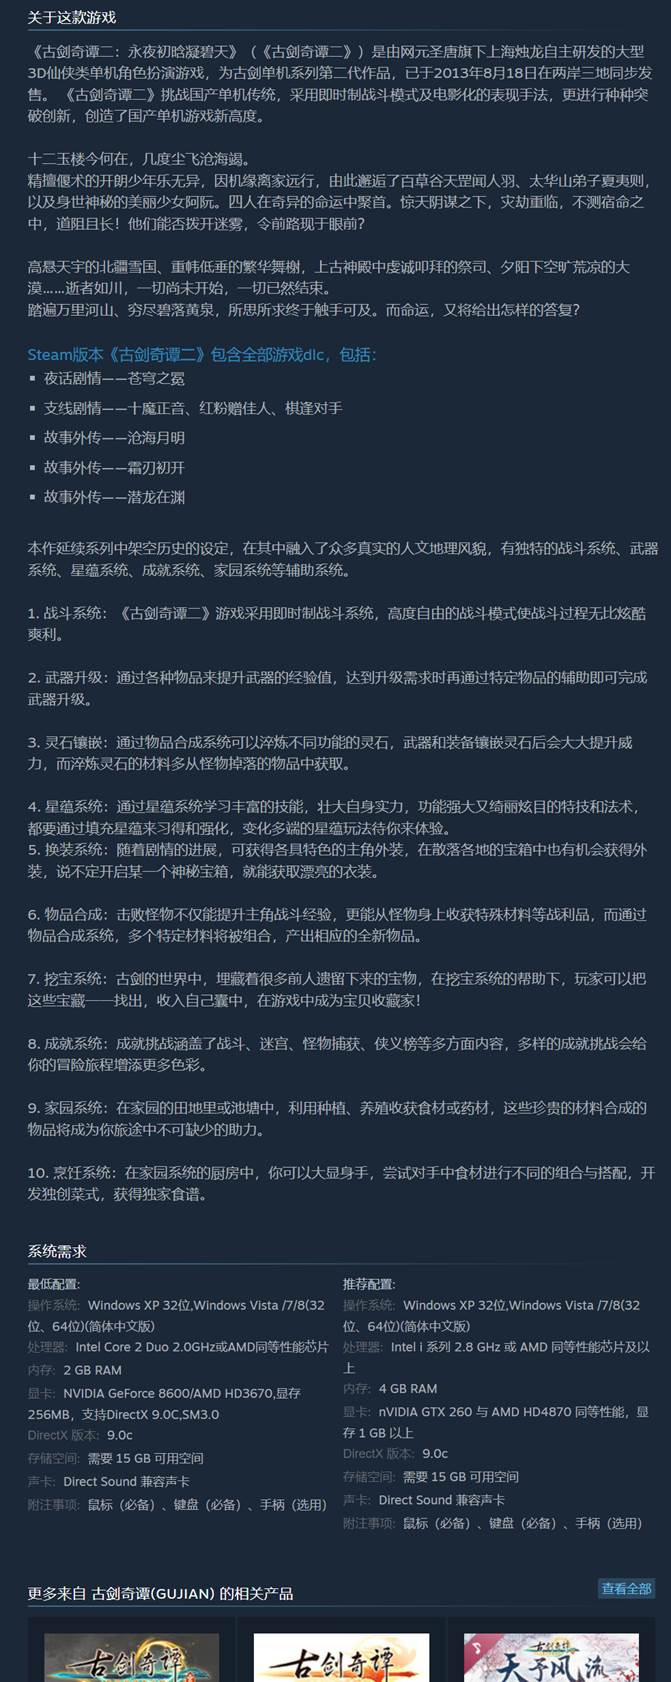 关于这款游戏
《古剑奇谭二：永夜初晗凝碧天》（《古剑奇谭二》）是由网元圣唐旗下上海烛龙自主研发的大型
3D仙侠类单机角色扮演游戏，为古剑单机系列第二代作品，已于2013年8月18日在两岸三地同步发
售。《古剑奇谭二》挑战国产单机传统，采用即时制战斗模式及电影化的表现手法，更进行种种突
破创新，创造了国产单机游戏新高度。
十二玉楼今何在，几度尘飞沧海竭。
精擅偃术的开朗少年乐无异，因机缘离家远行，由此邂逅了百草谷天罡闻人羽、太华山弟子夏夷则，
以及身世神秘的美丽少女阿阮。四人在奇异的命运中聚首。惊天阴谋之下，灾劫重临，不测宿命之
中，道阻且长！他们能否拨开迷雾，令前路现于眼前？
高悬天宇的北疆雪国、重帏低垂的繁华舞榭，上古神殿中虔诚叩拜的祭司、夕阳下空旷荒凉的大
漠……逝者如川，一切尚未开始，一切已然结束。
踏遍万里河山、穷尽碧落黄泉，所思所求终于触手可及。而命运，又将给出怎样的答复？
Steam版本《古剑奇谭二》包含全部游戏dlc，包括：
▪ 夜话剧情——苍穹之冕
▪ 支线剧情——十魔正音、红粉赠佳人、棋逢对手
▪ 故事外传——沧海月明
▪ 故事外传——霜刃初开
▪ 故事外传——潜龙在渊
本作延续系列中架空历史的设定，在其中融入了众多真实的人文地理风貌，有独特的战斗系统、武器
系统、星蕴系统、成就系统、家园系统等辅助系统。
1. 战斗系统：《古剑奇谭二》游戏采用即时制战斗系统，高度自由的战斗模式使战斗过程无比炫酷
爽利。
2. 武器升级：通过各种物品来提升武器的经验值，达到升级需求时再通过特定物品的辅助即可完成
武器升级。
3. 灵石镶嵌：通过物品合成系统可以淬炼不同功能的灵石，武器和装备镶嵌灵石后会大大提升威
力，而淬炼灵石的材料多从怪物掉落的物品中获取。
4. 星蕴系统：通过星蕴系统学习丰富的技能，壮大自身实力，功能强大又绮丽炫目的特技和法术，
都要通过填充星蕴来习得和强化，变化多端的星蕴玩法待你来体验。
5. 换装系统：随着剧情的进展，可获得各具特色的主角外装，在散落各地的宝箱中也有机会获得外
装，说不定开启某一个神秘宝箱，就能获取漂亮的衣装。
6. 物品合成：击败怪物不仅能提升主角战斗经验，更能从怪物身上收获特殊材料等战利品，而通过
物品合成系统，多个特定材料将被组合，产出相应的全新物品。
7. 挖宝系统：古剑的世界中，埋藏着很多前人遗留下来的宝物，在挖宝系统的帮助下，玩家可以把
这些宝藏一一找出，收入自己囊中，在游戏中成为宝贝收藏家！
8. 成就系统：成就挑战涵盖了战斗、迷宫、怪物捕获、侠义榜等多方面内容，多样的成就挑战会给
你的冒险旅程增添更多色彩。
9. 家园系统：在家园的田地里或池塘中，利用种植、养殖收获食材或药材，这些珍贵的材料合成的
物品将成为你旅途中不可缺少的助力。
10. 烹饪系统：在家园系统的厨房中，你可以大显身手，尝试对手中食材进行不同的组合与搭配，开
发独创菜式，获得独家食谱。
系统需求
最低配置:
操作系统: Windows XP 32位,Windows Vista /7/8(32
位、64位)(简体中文版)
处理器: Intel Core 2 Duo 2.0GHz或AMD同等性能芯片
内存: 2 GB RAM
显卡: NVIDIA GeForce 8600/AMD HD3670,显存
256MB，支持DirectX 9.0C,SM3.0
DirectX 版本: 9.0c
存储空间: 需要 15 GB 可用空间
声卡: Direct Sound 兼容声卡
附注事项: 鼠标（必备）、键盘（必备）、手柄（选用）
推荐配置:
操作系统: Windows XP 32位,Windows Vista /7/8(32
位、64位)(简体中文版)
处理器: Intel i 系列 2.8 GHz 或 AMD 同等性能芯片及以
上
内存: 4 GB RAM
显卡: nVIDIA GTX 260 与 AMD HD4870 同等性能，显
存 1 GB 以上
DirectX 版本: 9.0c
存储空间: 需要 15 GB 可用空间
声卡: Direct Sound 兼容声卡
附注事项: 鼠标（必备）、键盘（必备）、手柄（选用）
更多来自 古剑奇谭(GUJIAN) 的相关产品
查看全部
古剑奇谭
古剑奇谭
古剑奇谭
天予风流